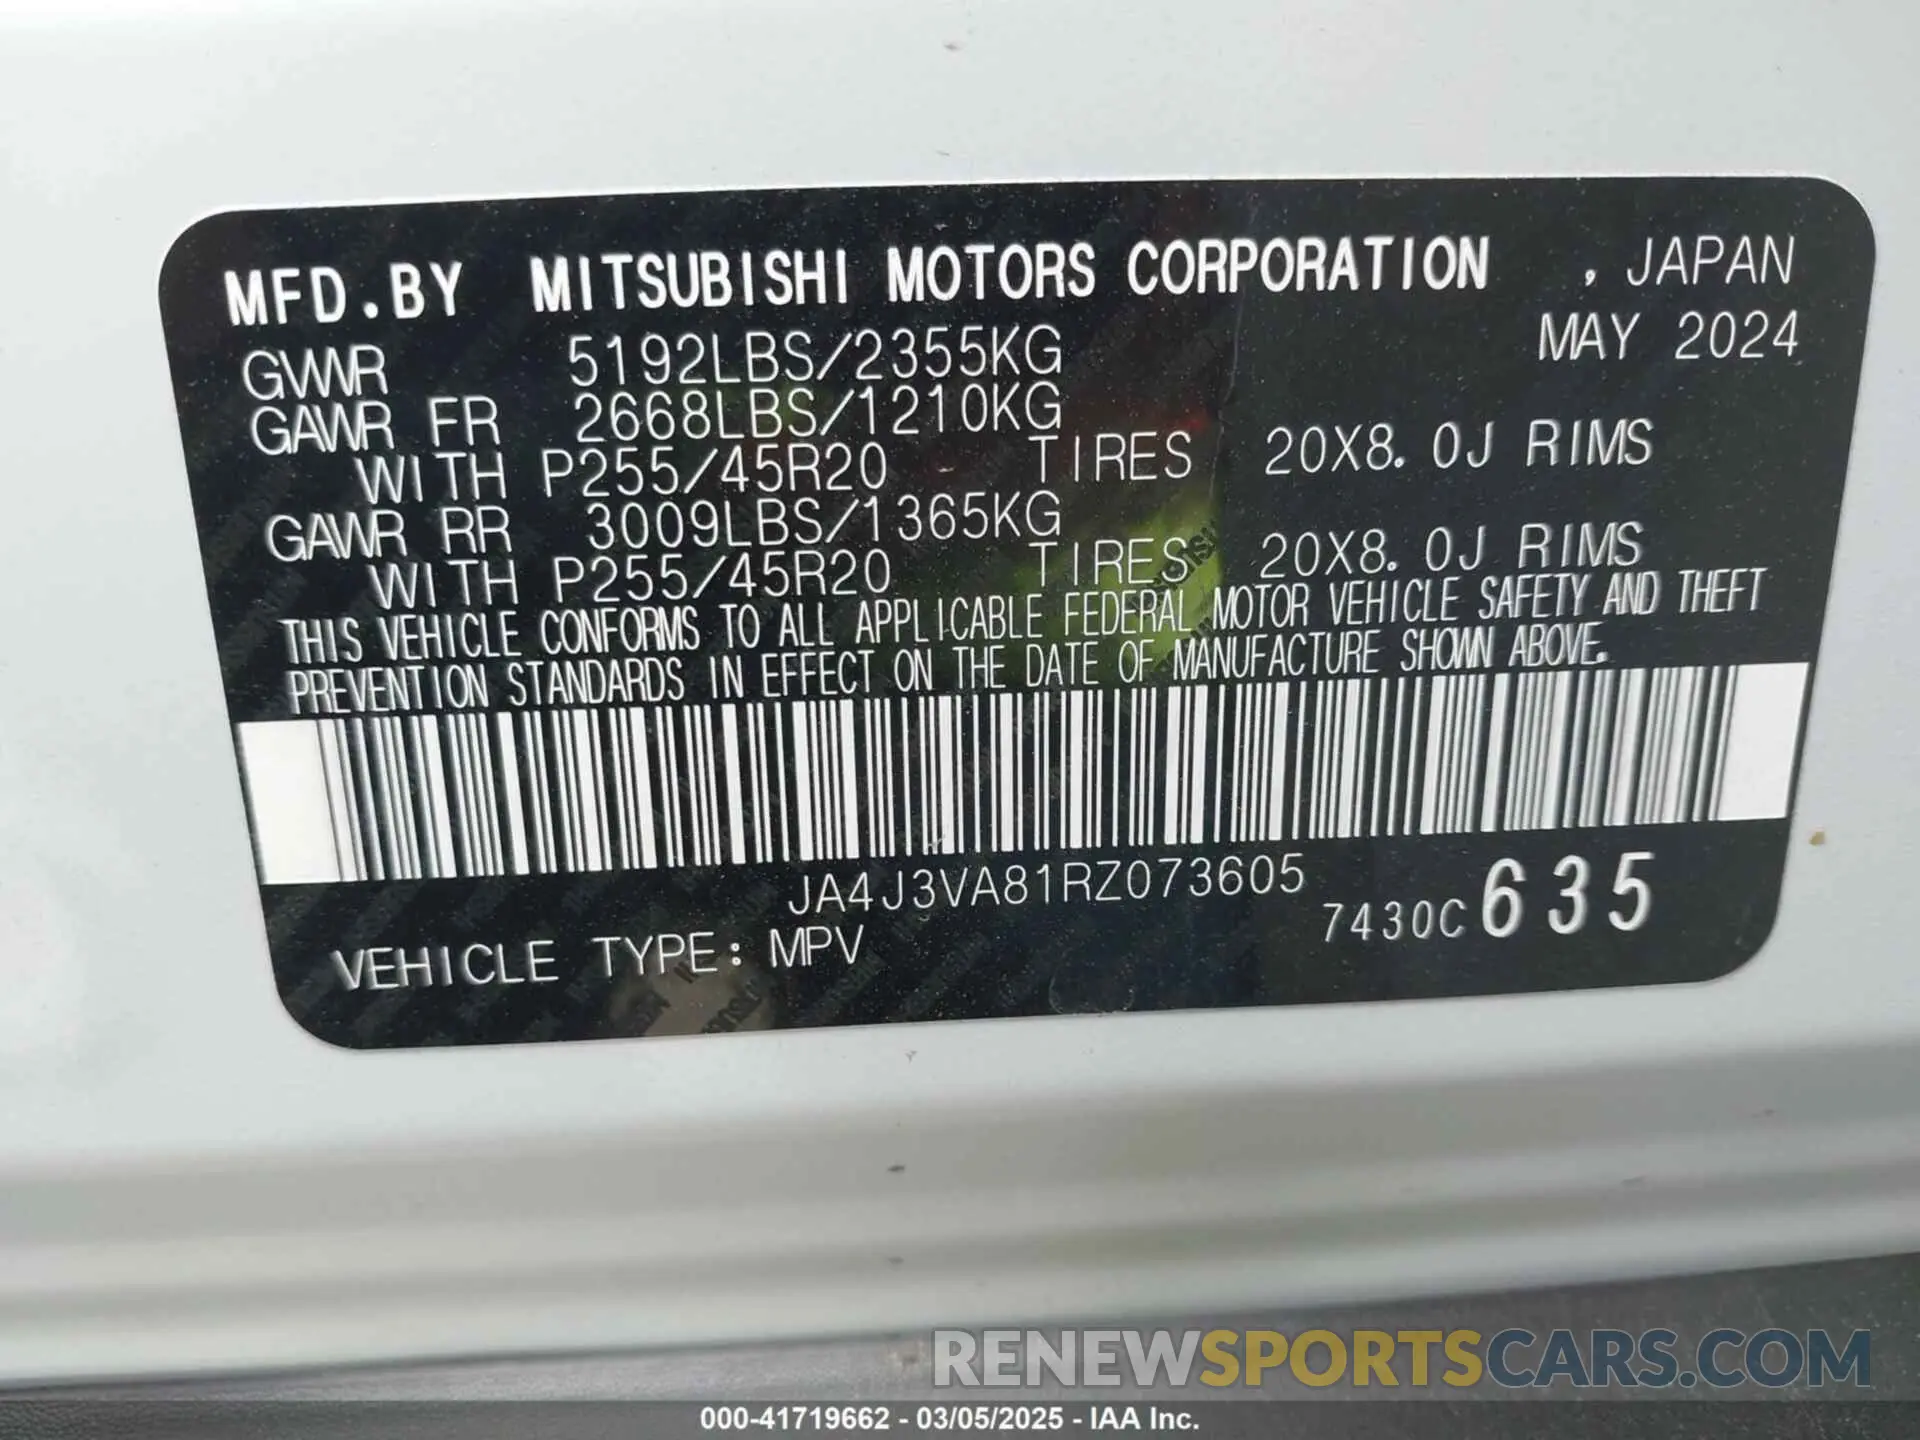 MFD.BY MITSUBISHI MOTORS CORPORATION , JAPAN
GVWR 5192LBS/2355KG MAY 2024
GAWR FR 2668LBS/1210KG
WITH P255/45R20 TIRES 20X8.0J RIMS
GAWR RR 3009LBS/1365KG
WITH P255/45R20 TIRES 20X8.0J RIMS
THIS VEHICLE CONFORMS TO ALL APPLICABLE FEDERAL MOTOR VEHICLE SAFETY AND THEFT
PREVENTION STANDARDS IN EFFECT ON THE DATE OF MANUFACTURE SHOWN ABOVE.
JA4J3VA81RZ073605
7430C 635
VEHICLE TYPE: MPV
RENEWSPORTSCARS.COM
000-41719662 - 03/05/2025 - IAA Inc.